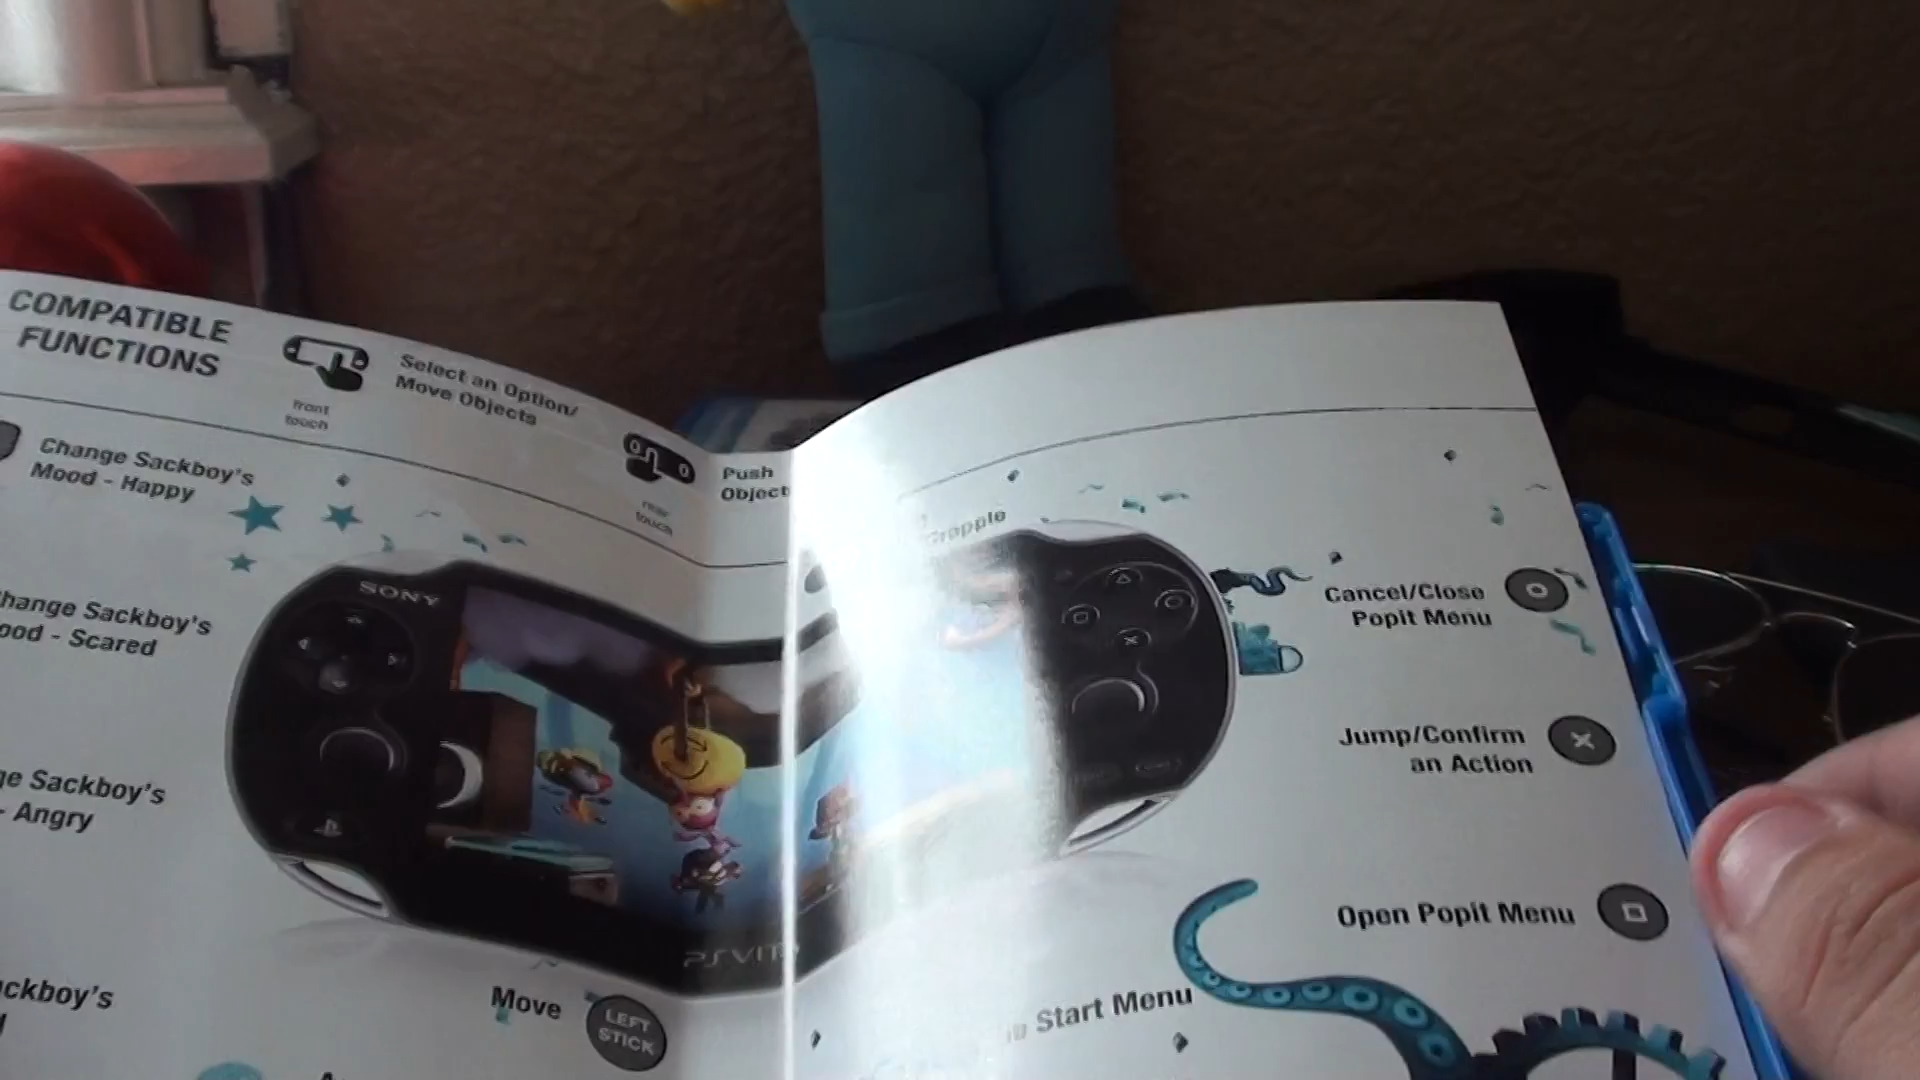 COMPATIBLE
FUNCTIONS
front
touch
Select an Option/
Move Objects
rear
touch
Push
Object
Change Sackboy's
Mood - Happy
hange Sackboy's
ood - Scared
ge Sackboy's
- Angry
ackboy's
SONY
PSVIT
Move
LEFT
STICK
Grapple
Cancel/Close
Popit Menu
Jump/Confirm
an Action
Open Popit Menu
Start Menu